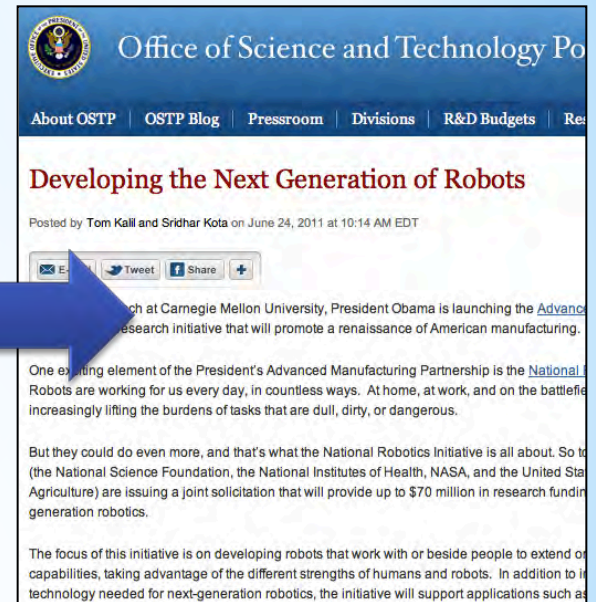 Office of Science and Technology Po
About OSTP OSTP Blog Pressroom Divisions R&D Budgets Res
Developing the Next Generation of Robots
Posted by Tom Kalil and Sridhar Kota on June 24, 2011 at 10:14 AM EDT
Tweet Share
at Carnegie Mellon University, President Obama is launching the Advance
research initiative that will promote a renaissance of American manufacturing.
One exciting element of the President's Advanced Manufacturing Partnership is the National
Robots are working for us every day, in countless ways. At home, at work, and on the battlefie
increasingly lifting the burdens of tasks that are dull, dirty, or dangerous.
But they could do even more, and that's what the National Robotics Initiative is all about. So to
(the National Science Foundation, the National Institutes of Health, NASA, and the United Sta
Agriculture) are issuing a joint solicitation that will provide up to $70 million in research fundin
generation robotics.
The focus of this initiative is on developing robots that work with or beside people to extend or
capabilities, taking advantage of the different strengths of humans and robots. In addition to in
technology needed for next-generation robotics, the initiative will support applications such as